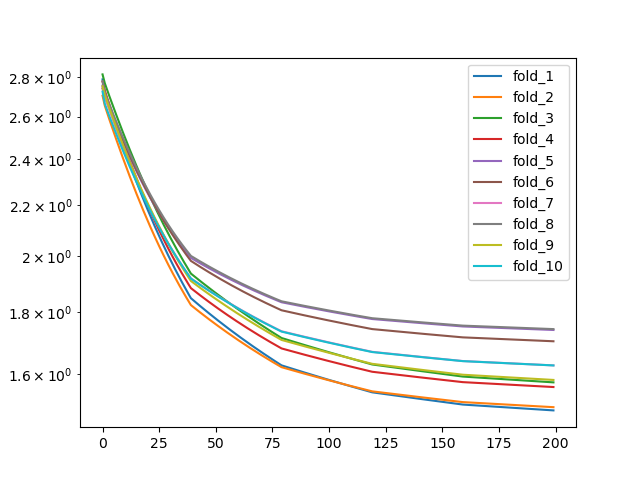 2.8 × 10⁰
2.6 × 10⁰
2.4 × 10⁰
2.2 × 10⁰
2 × 10⁰
1.8 × 10⁰
1.6 × 10⁰
0 25 50 75 100 125 150 175 200
fold_1
fold_2
fold_3
fold_4
fold_5
fold_6
fold_7
fold_8
fold_9
fold_10